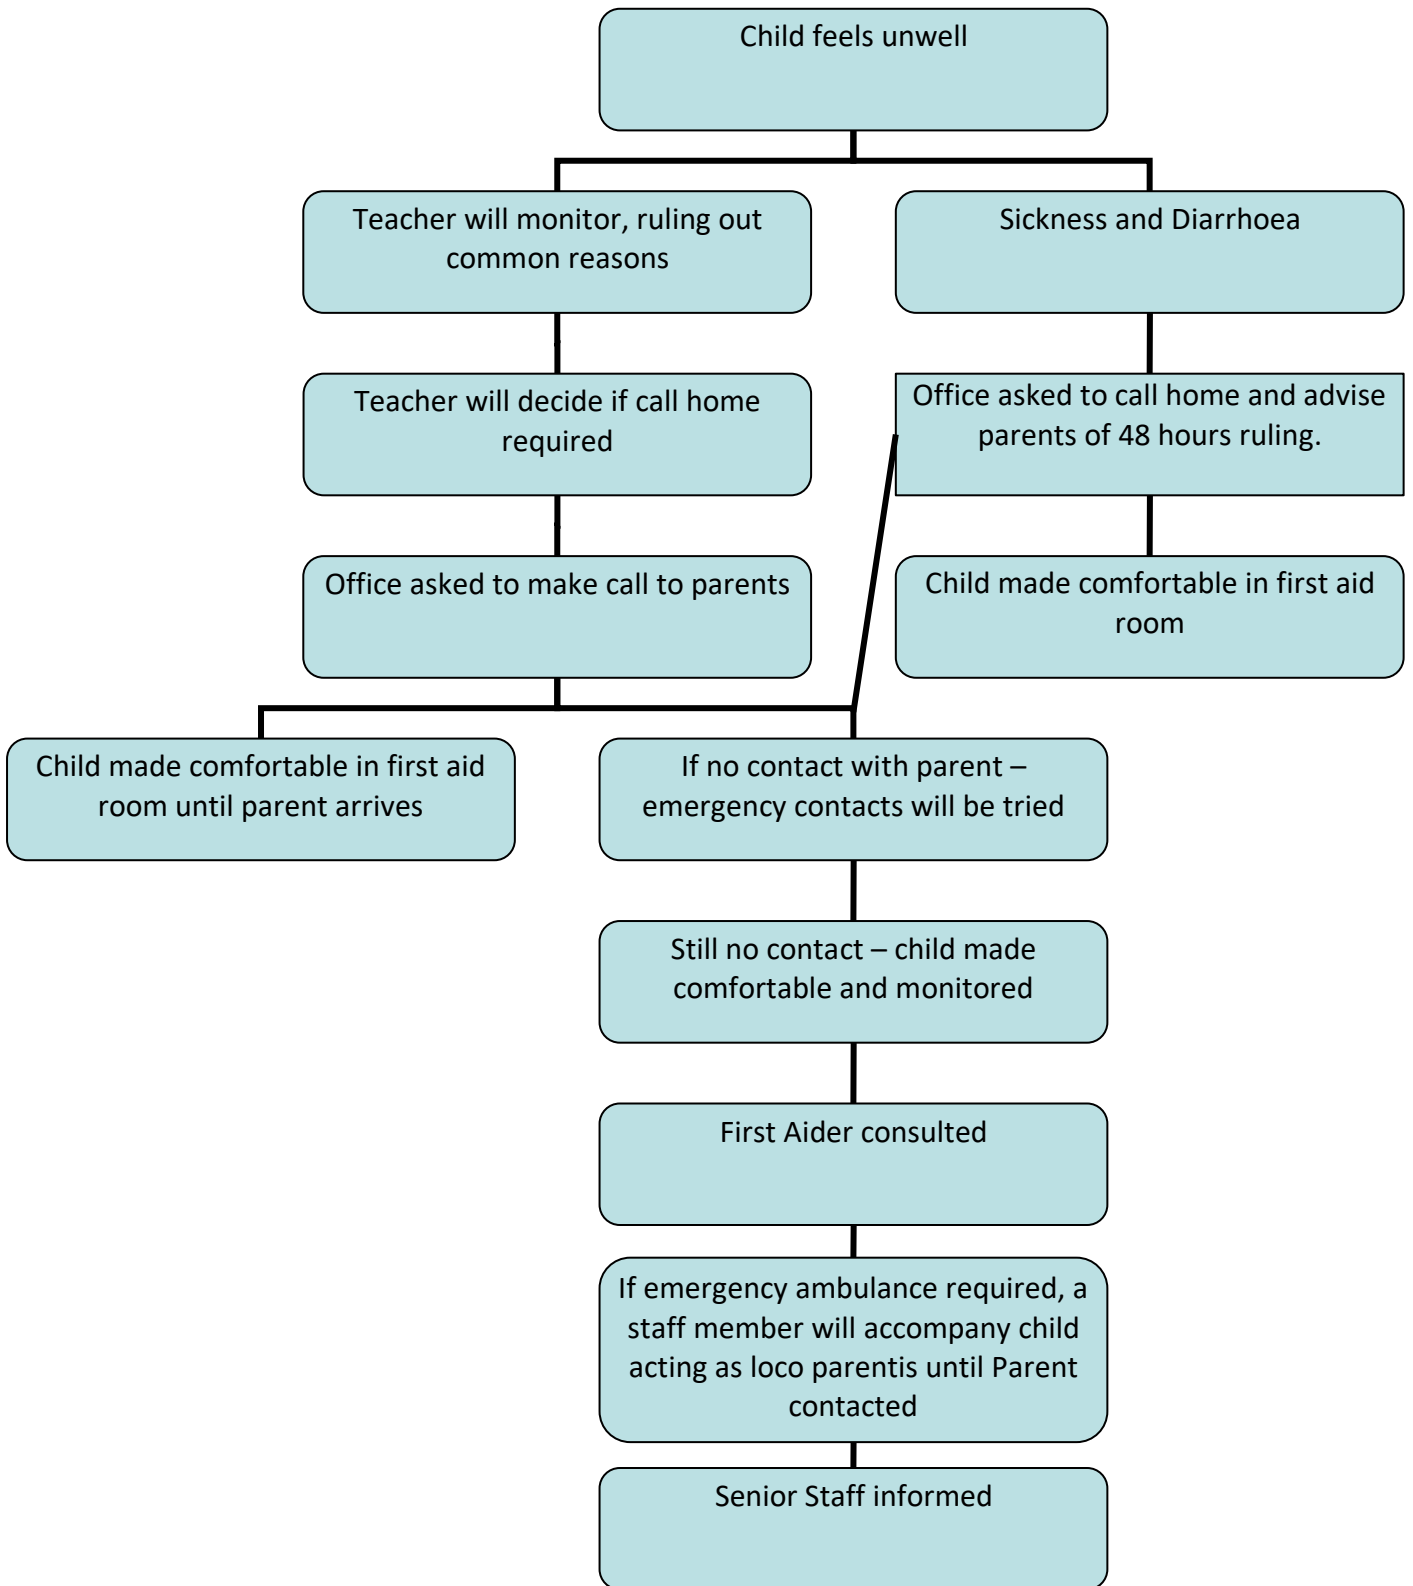 Child feels unwell
Teacher will monitor, ruling out
common reasons
Sickness and Diarrhoea
Teacher will decide if call home
required
Office asked to call home and advise
parents of 48 hours ruling.
Office asked to make call to parents
Child made comfortable in first aid
room
Child made comfortable in first aid
room until parent arrives
If no contact with parent –
emergency contacts will be tried
Still no contact – child made
comfortable and monitored
First Aider consulted
If emergency ambulance required, a
staff member will accompany child
acting as loco parentis until Parent
contacted
Senior Staff informed